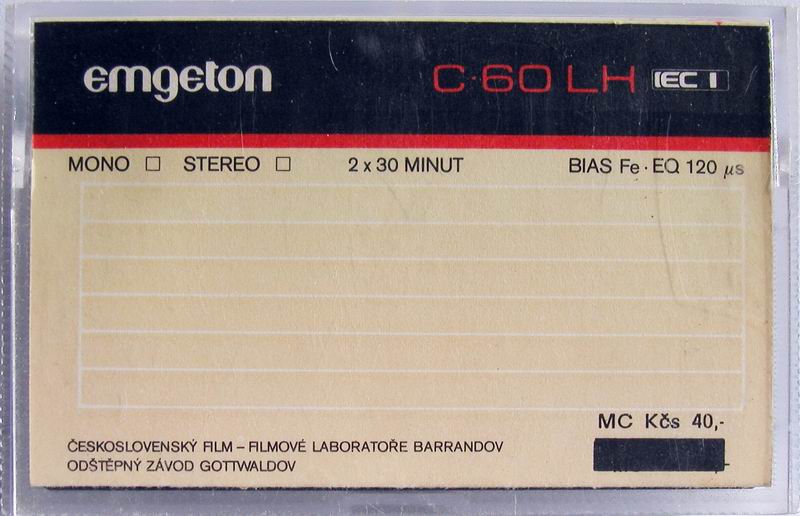 emgeton C·60 LH IEC I
MONO □ STEREO □ 2 x 30 MINUT BIAS Fe · EQ 120 μs
MC Kčs 40,-
ČESKOSLOVENSKÝ FILM – FILMOVÉ LABORATOŘE BARRANDOV
ODŠTĚPNÝ ZÁVOD GOTTWALDOV